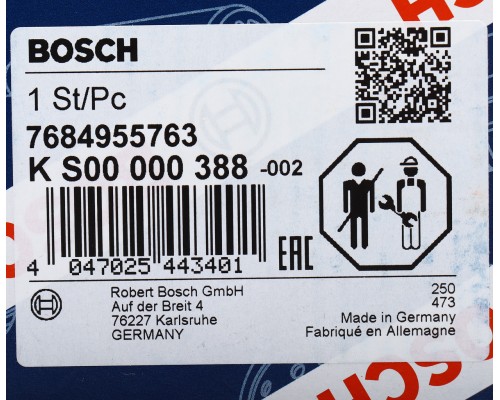 BOSCH
1 St/Pc
7684955763
K S00 000 388 -002
4 047025 443401
EAC
Robert Bosch GmbH
Auf der Breit 4
76227 Karlsruhe
GERMANY
250
473
Made in Germany
Fabriqué en Allemagne